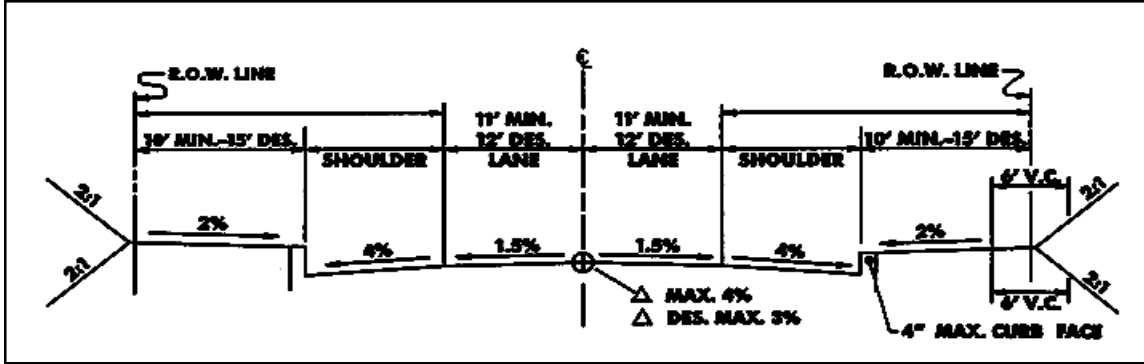 ℄
R.O.W. LINE
R.O.W. LINE
11' MIN.
12' DES.
LANE
11' MIN.
12' DES.
LANE
10' MIN.-15' DES.
SHOULDER
SHOULDER
10' MIN.-15' DES.
6' V.C.
2:1
2:1
2%
4%
1.5%
1.5%
4%
2%
2:1
2:1
6' V.C.
△ MAX. 4%
△ DES. MAX. 3%
4" MAX. CURB FACE